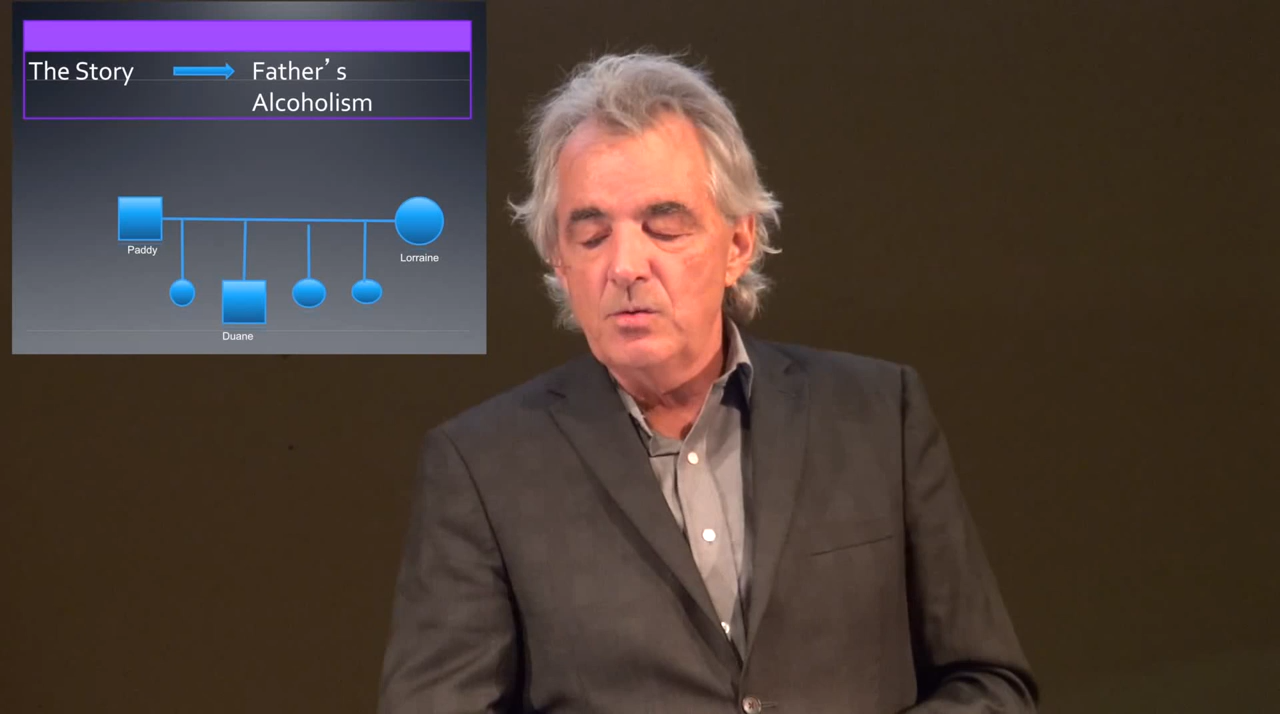 The Story Father's
Alcoholism
Paddy
Lorraine
Duane